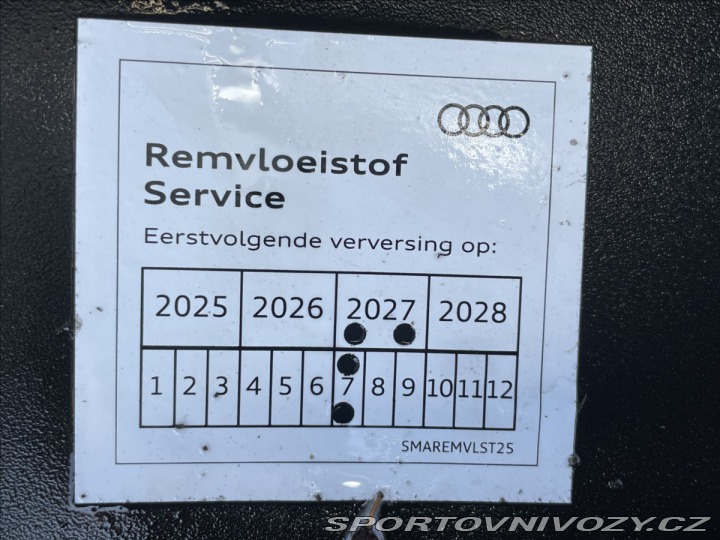 Remvloeistof
Service
Eerstvolgende verversing op:
2025 2026 2027 2028
1 2 3 4 5 6 7 8 9 10 11 12
SMAREMVLST25
SPORTOVNIVOZY.CZ